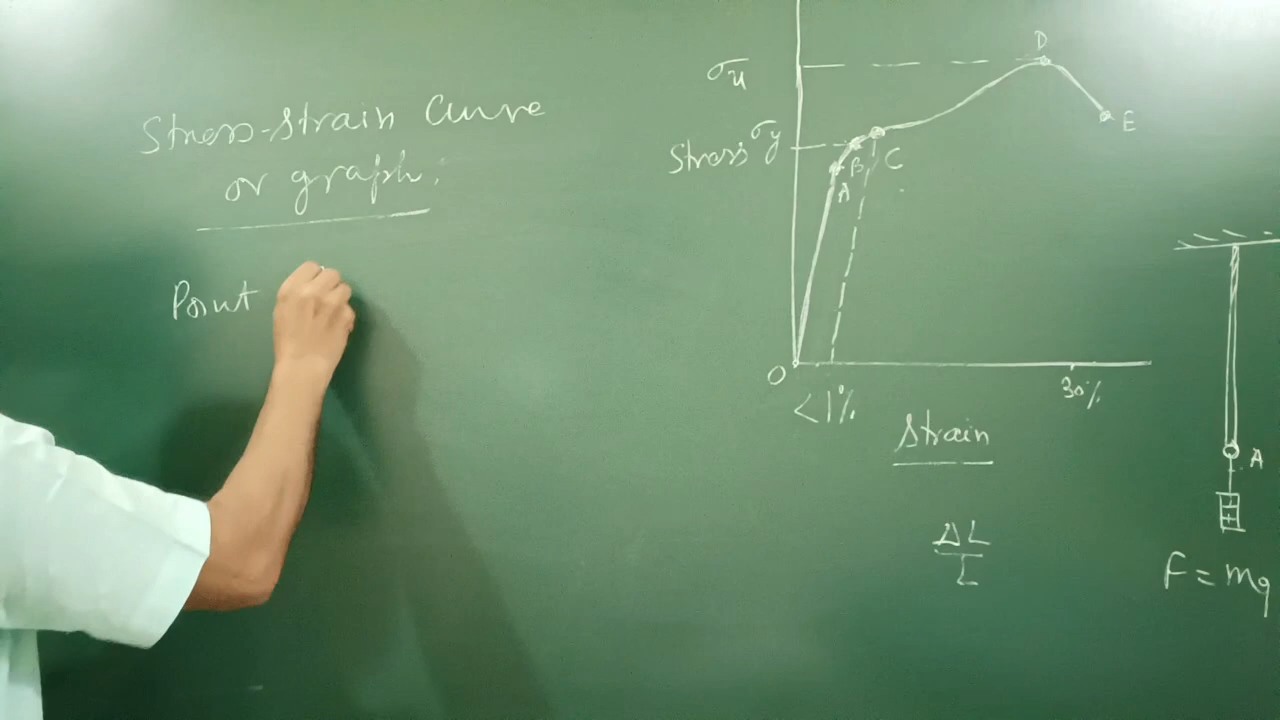 Stress-Strain Curve
or graph:
Point
D
σu
E
Stress σy
B
C
A
O
<1%
30%
Strain
ΔL
L
A
F = mg